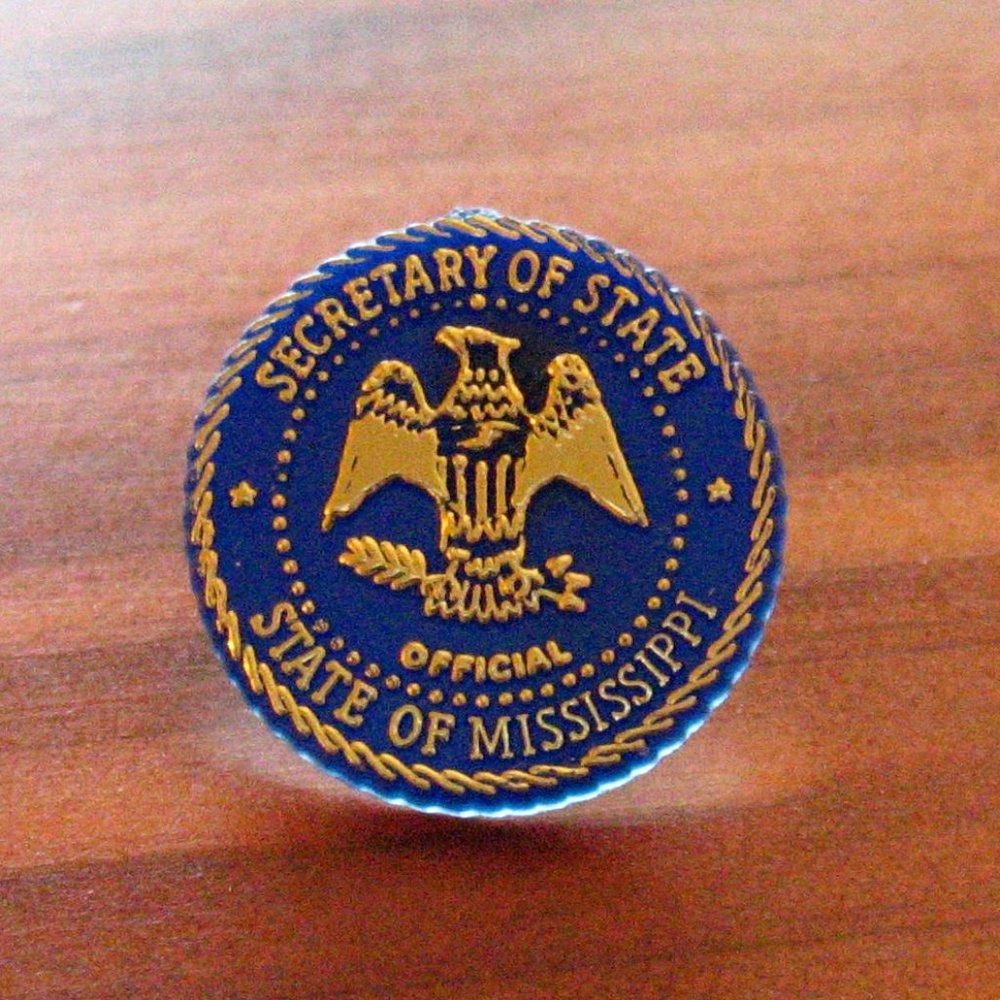 SECRETARY OF STATE
OFFICIAL
STATE OF MISSISSIPPI